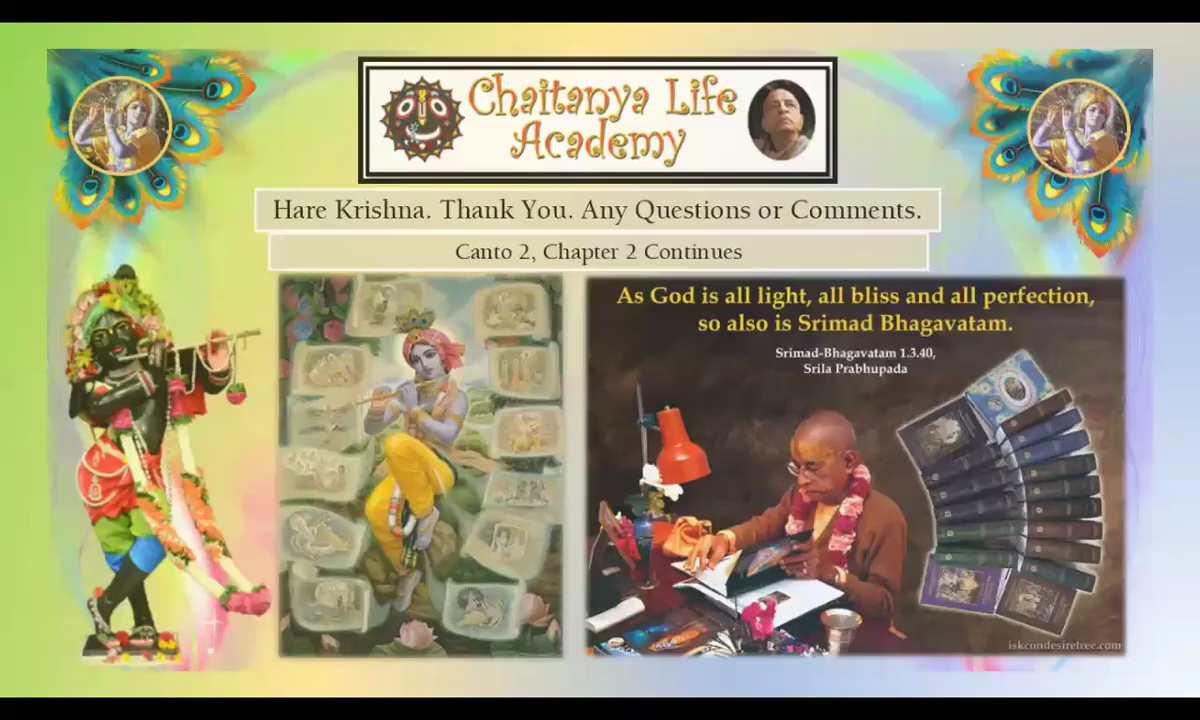 Chaitanya Life
Academy
Hare Krishna. Thank You. Any Questions or Comments.
Canto 2, Chapter 2 Continues
As God is all light, all bliss and all perfection,
so also is Srimad Bhagavatam.
Srimad-Bhagavatam 1.3.40,
Srila Prabhupada
iskcondesiretree.com